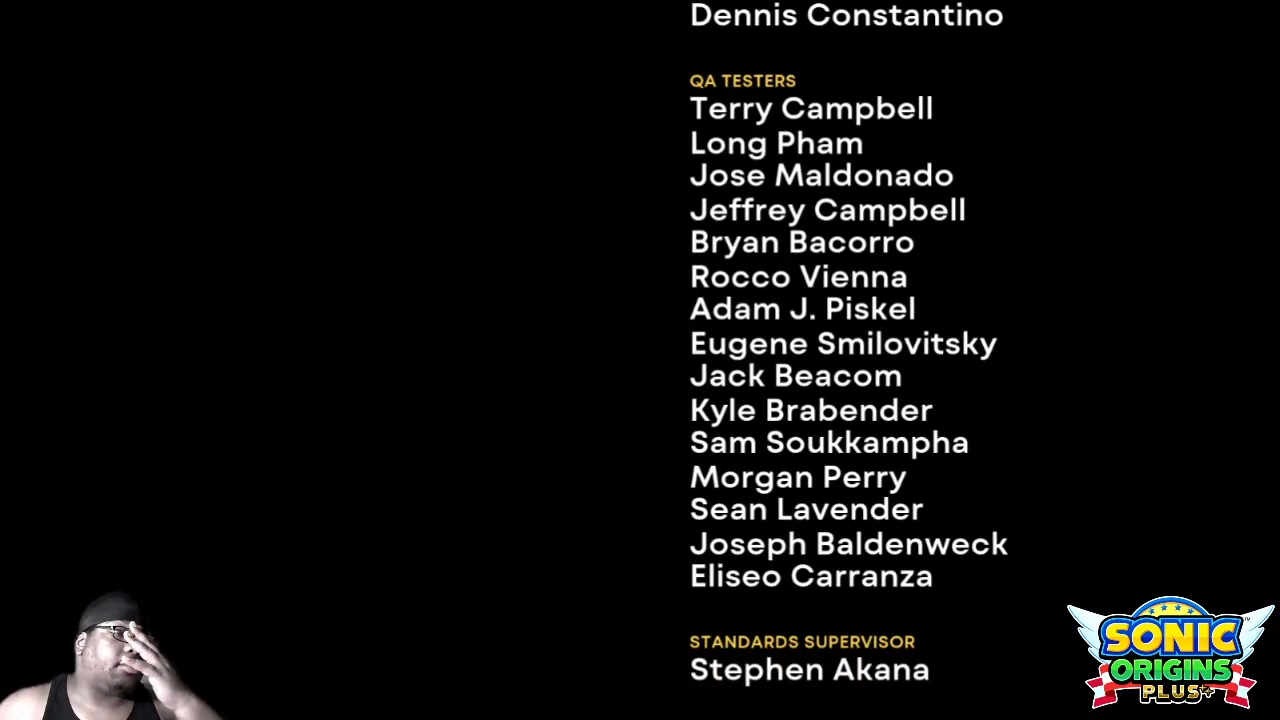 Dennis Constantino
QA TESTERS
Terry Campbell
Long Pham
Jose Maldonado
Jeffrey Campbell
Bryan Bacorro
Rocco Vienna
Adam J. Piskel
Eugene Smilovitsky
Jack Beacom
Kyle Brabender
Sam Soukkampha
Morgan Perry
Sean Lavender
Joseph Baldenweck
Eliseo Carranza
STANDARDS SUPERVISOR
Stephen Akana
SONIC
ORIGINS
PLUS+